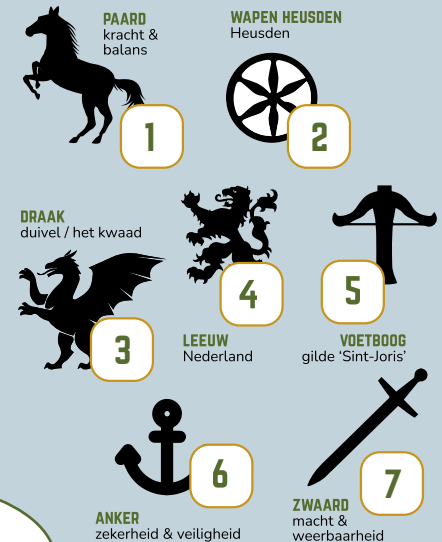 PAARD
kracht &
balans
1
WAPEN HEUSDEN
Heusden
2
DRAAK
duivel / het kwaad
3
4
LEEUW
Nederland
5
VOETBOOG
gilde ‘Sint-Joris’
6
ANKER
zekerheid & veiligheid
7
ZWAARD
macht &
weerbaarheid